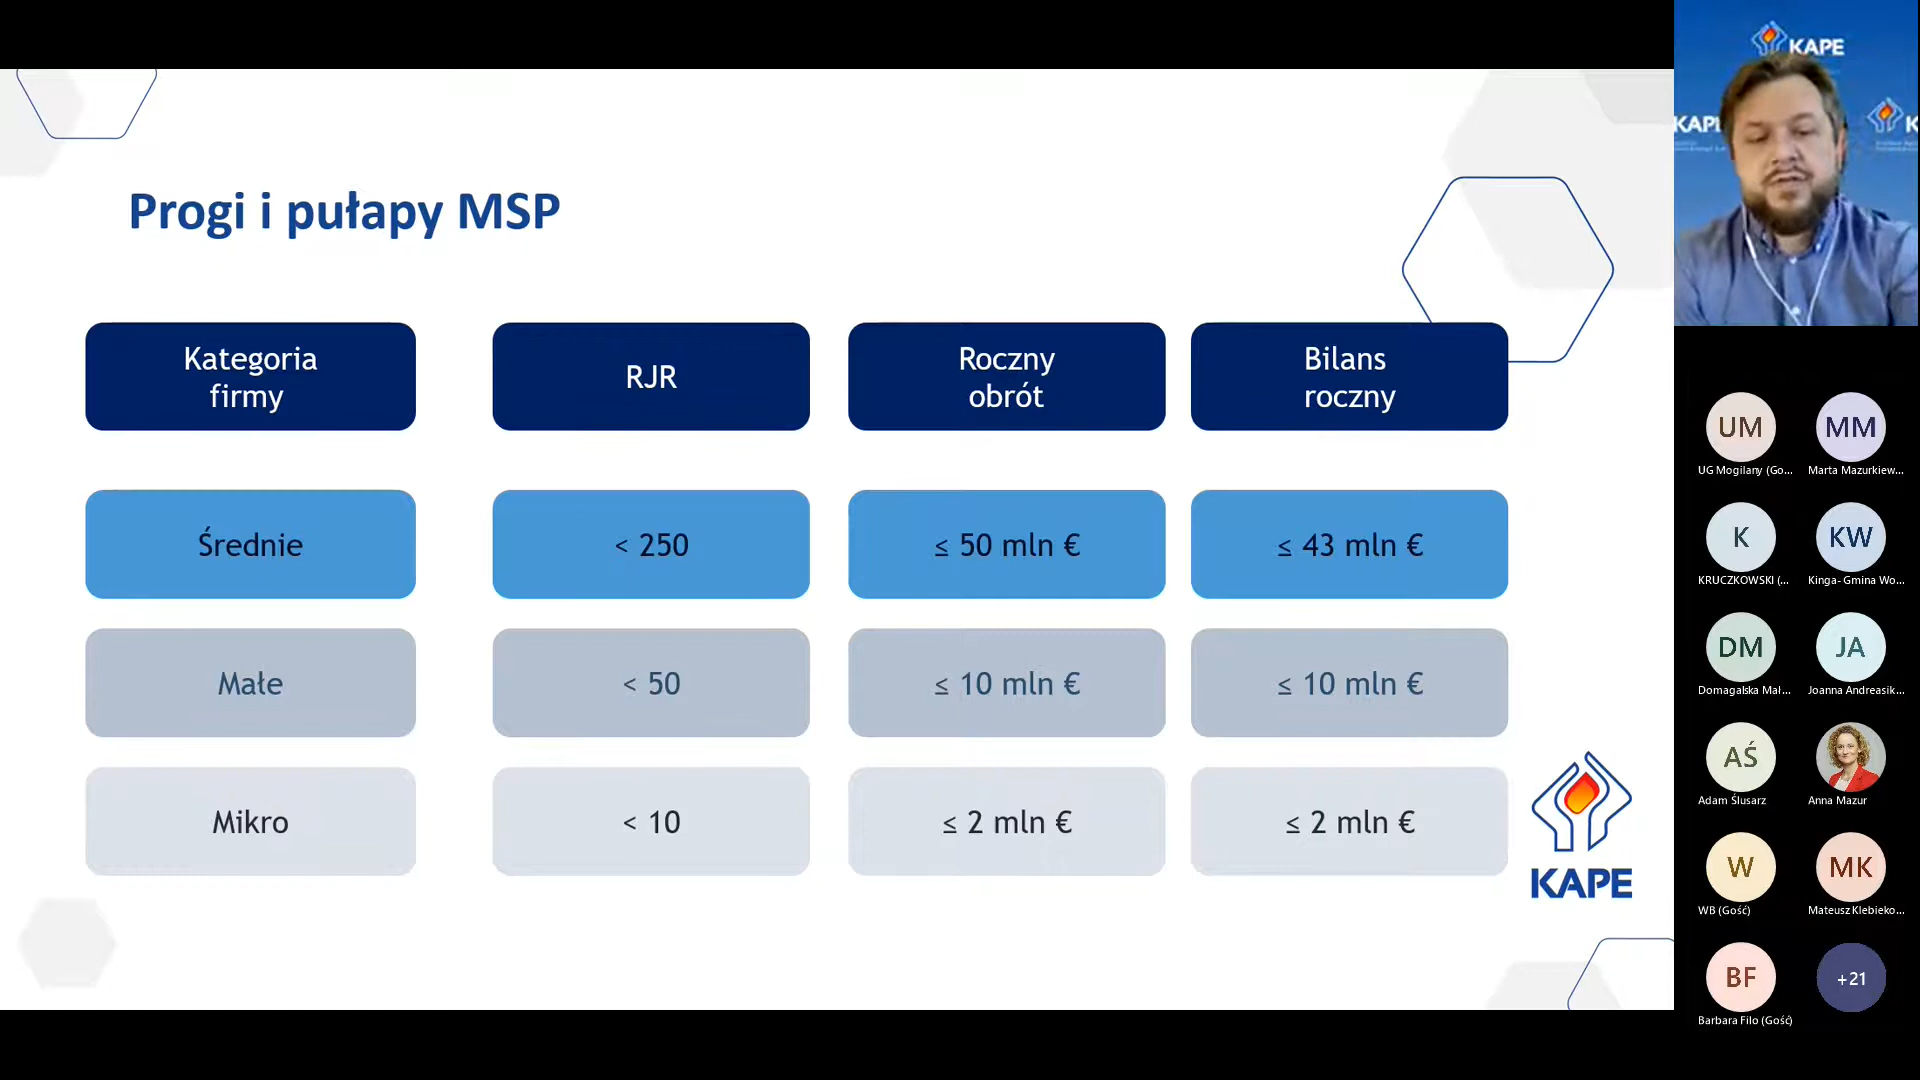 Progi i pułapy MSP
Kategoria
firmy
RJR
Roczny
obrót
Bilans
roczny
Średnie
< 250
≤ 50 mln €
≤ 43 mln €
Małe
< 50
≤ 10 mln €
≤ 10 mln €
Mikro
< 10
≤ 2 mln €
≤ 2 mln €
KAPE
KAPE
KAPE
K
UM
MM
UG Mogilany (Go...
Marta Mazurkiew...
K
KW
KRUCZKOWSKI (...
Kinga- Gmina Wo...
DM
JA
Domagalska Mał...
Joanna Andreasik...
AŚ
Adam Ślusarz
Anna Mazur
W
MK
WB (Gość)
Mateusz Klebieko...
BF
+21
Barbara Filo (Gość)